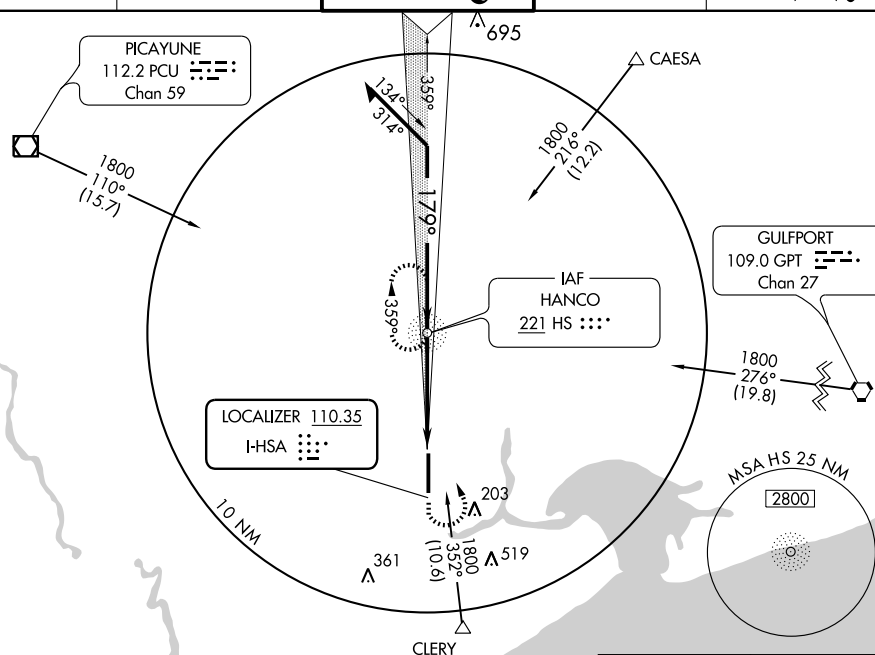 695
PICAYUNE
112.2 PCU
Chan 59
CAESA
359°
134°
314°
1800
216°
(12.2)
1800
110°
(15.7)
179°
GULFPORT
109.0 GPT
Chan 27
IAF
HANCO
221 HS
359°
1800
276°
(19.8)
LOCALIZER 110.35
I-HSA
MSA HS 25 NM
2800
203
10 NM
1800
352°
(10.6)
519
361
CLERY